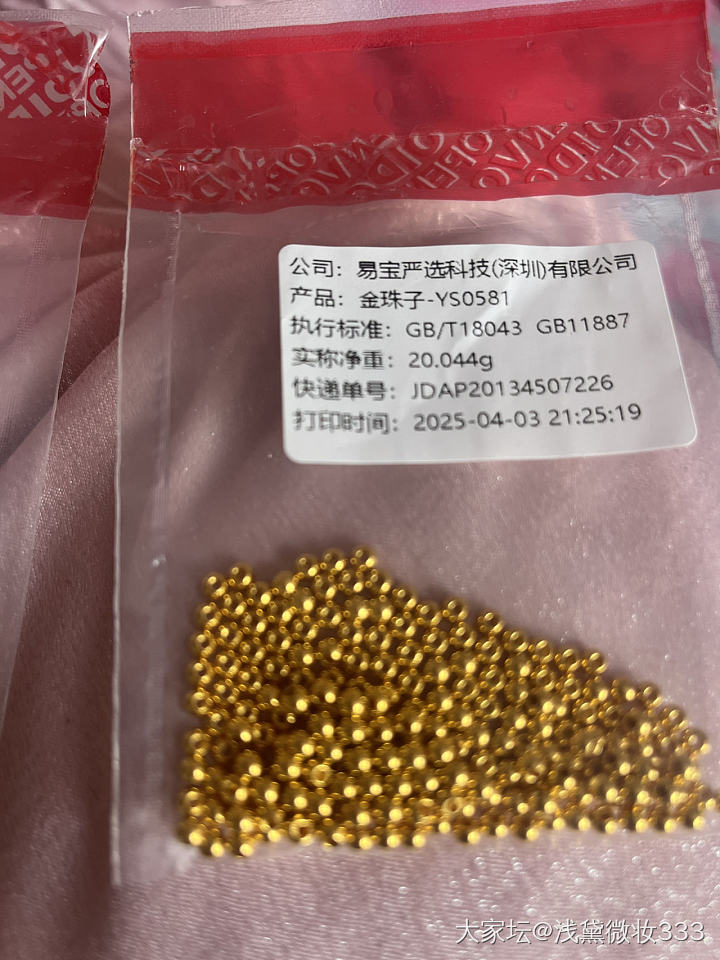 公司：易宝严选科技(深圳)有限公司
产品：金珠子-YS0581
执行标准：GB/T18043 GB11887
实称净重：20.044g
快递单号：JDAP20134507226
打印时间：2025-04-03 21:25:19
大家坛@浅黛微妆333